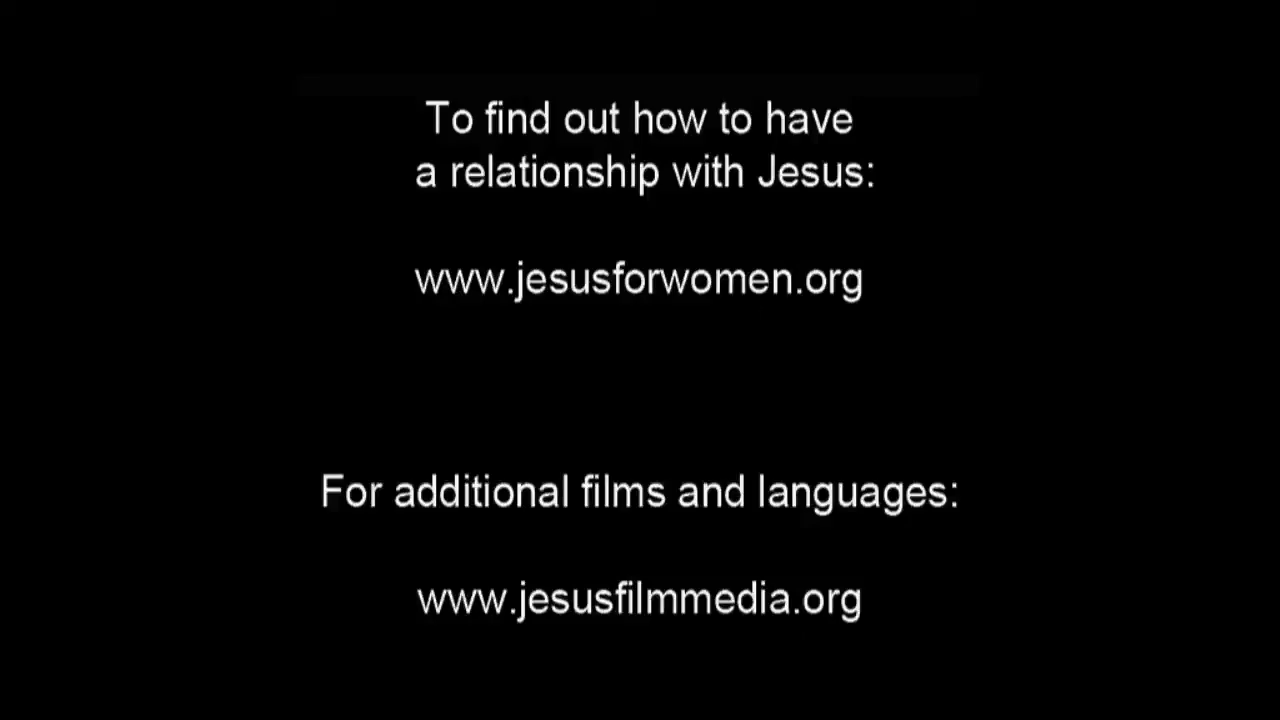 To find out how to have
a relationship with Jesus:
www.jesusforwomen.org
For additional films and languages:
www.jesusfilmmedia.org